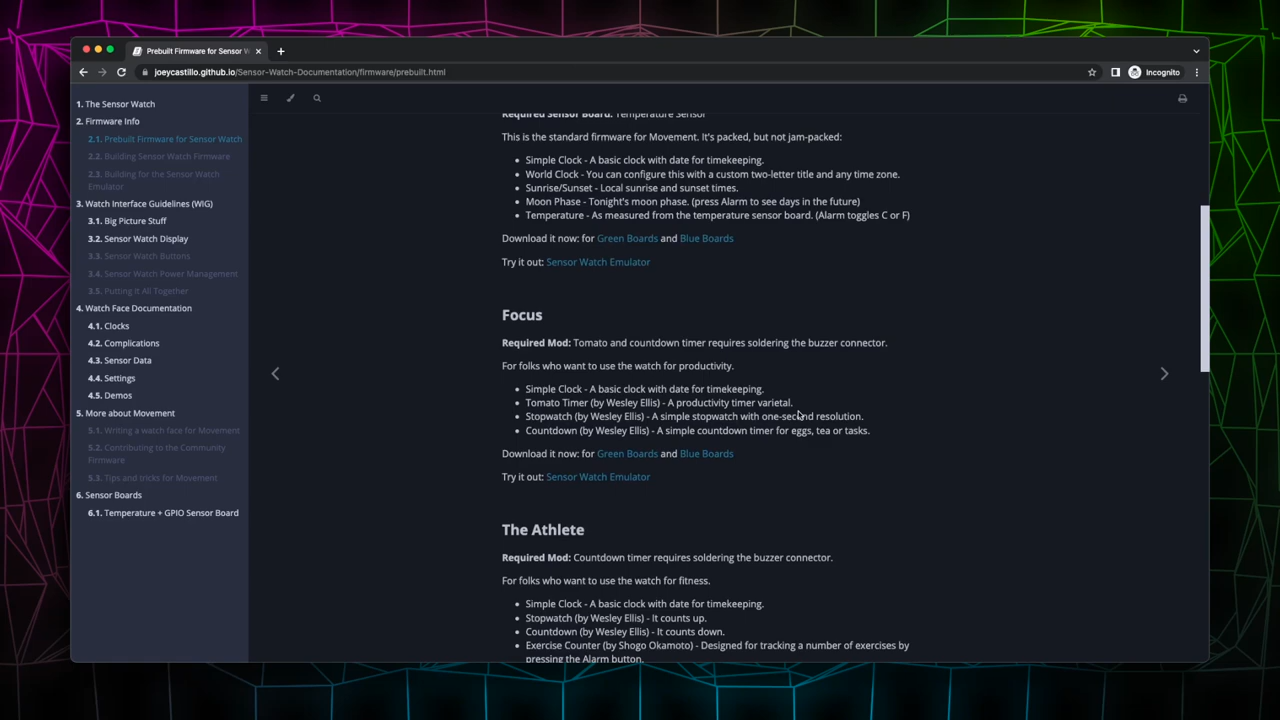 Prebuilt Firmware for Sensor W
joeycastillo.github.io/Sensor-Watch-Documentation/firmware/prebuilt.html
Incognito
1. The Sensor Watch
2. Firmware Info
2.1. Prebuilt Firmware for Sensor Watch
2.2. Building Sensor Watch Firmware
2.3. Building for the Sensor Watch
Emulator
3. Watch Interface Guidelines (WIG)
3.1. Big Picture Stuff
3.2. Sensor Watch Display
3.3. Sensor Watch Buttons
3.4. Sensor Watch Power Management
3.5. Putting It All Together
4. Watch Face Documentation
4.1. Clocks
4.2. Complications
4.3. Sensor Data
4.4. Settings
4.5. Demos
5. More about Movement
5.1. Writing a watch face for Movement
5.2. Contributing to the Community
Firmware
5.3. Tips and tricks for Movement
6. Sensor Boards
6.1. Temperature + GPIO Sensor Board
Required Sensor Board: Temperature Sensor
This is the standard firmware for Movement. It's packed, but not jam-packed:
• Simple Clock - A basic clock with date for timekeeping.
• World Clock - You can configure this with a custom two-letter title and any time zone.
• Sunrise/Sunset - Local sunrise and sunset times.
• Moon Phase - Tonight's moon phase. (press Alarm to see days in the future)
• Temperature - As measured from the temperature sensor board. (Alarm toggles C or F)
Download it now: for Green Boards and Blue Boards
Try it out: Sensor Watch Emulator
Focus
Required Mod: Tomato and countdown timer requires soldering the buzzer connector.
For folks who want to use the watch for productivity.
• Simple Clock - A basic clock with date for timekeeping.
• Tomato Timer (by Wesley Ellis) - A productivity timer varietal.
• Stopwatch (by Wesley Ellis) - A simple stopwatch with one-second resolution.
• Countdown (by Wesley Ellis) - A simple countdown timer for eggs, tea or tasks.
Download it now: for Green Boards and Blue Boards
Try it out: Sensor Watch Emulator
The Athlete
Required Mod: Countdown timer requires soldering the buzzer connector.
For folks who want to use the watch for fitness.
• Simple Clock - A basic clock with date for timekeeping.
• Stopwatch (by Wesley Ellis) - It counts up.
• Countdown (by Wesley Ellis) - It counts down.
• Exercise Counter (by Shogo Okamoto) - Designed for tracking a number of exercises by
pressing the Alarm button.